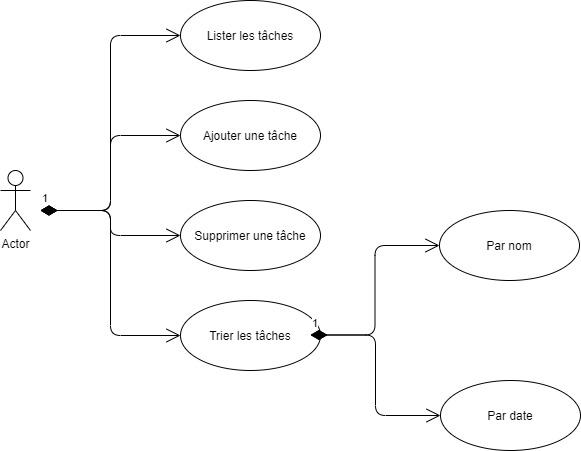 Lister les tâches
Ajouter une tâche
1
Actor
Supprimer une tâche
Par nom
1
Trier les tâches
Par date